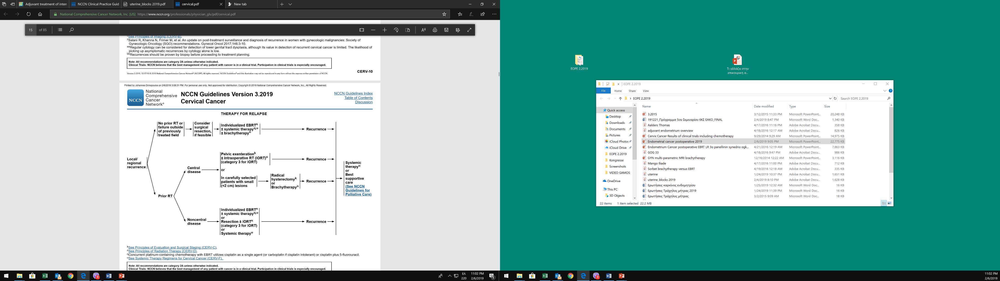 Adjuvant treatment of inter
NCCN Clinical Practice Guid
uterine_blocks 2019.pdf
cervical.pdf
New tab
National Comprehensive Cancer Network, Inc. [US] https://www.nccn.org/professionals/physician_gls/pdf/cervical.pdf
15 of 85
cSee Principles of Imaging (CERV-B).
zSalani R, Khanna N, Frimer M, et al. An update on post-treatment surveillance and diagnosis of recurrence in women with gynecologic malignancies: Society of
Gynecologic Oncology (SGO) recommendations. Gynecol Oncol 2017;146:3-10.
aaRegular cytology can be considered for detection of lower genital tract dysplasia, although its value in detection of recurrent cervical cancer is limited. The likelihood of
picking up asymptomatic recurrences by cytology alone is low.
bbRecurrences should be proven by biopsy before proceeding to treatment planning.
Note: All recommendations are category 2A unless otherwise indicated.
Clinical Trials: NCCN believes that the best management of any patient with cancer is in a clinical trial. Participation in clinical trials is especially encouraged.
Version 3.2019, 12/17/18 © 2018 National Comprehensive Cancer Network® (NCCN®), All rights reserved. NCCN Guidelines® and this illustration may not be reproduced in any form without the express written permission of NCCN.
CERV-10
Printed by Johannes Dimopoulos on 2/6/2019 3:08:31 PM. For personal use only. Not approved for distribution. Copyright © 2019 National Comprehensive Cancer Network, Inc., All Rights Reserved.
NCCN
National
Comprehensive
Cancer
Network®
NCCN Guidelines Version 3.2019
Cervical Cancer
NCCN Guidelines Index
Table of Contents
Discussion
THERAPY FOR RELAPSE
Local/
regional
recurrence
No prior RT or
failure outside
of previously
treated field
Consider
surgical
resection,
if feasible
Individualized EBRTn
± systemic therapyq,u
± brachytherapyn
Recurrence
Prior RT
Central
disease
Pelvic exenterationk
± intraoperative RT (IORT)n
(category 3 for IORT)
Recurrence
or
In carefully selected
patients with small
(<2 cm) lesions
Radical
hysterectomyk
or
Brachytherapyn
Recurrence
Noncentral
disease
Individualized EBRTn
± systemic therapyq,u
or
Resection ± IORTn
(category 3 for IORT)
or
Systemic therapyu
Recurrence
Systemic
therapyu
or
Best
supportive
care
(See NCCN
Guidelines for
Palliative Care)
kSee Principles of Evaluation and Surgical Staging (CERV-C).
nSee Principles of Radiation Therapy (CERV-D).
qConcurrent platinum-containing chemotherapy with EBRT utilizes cisplatin as a single agent (or carboplatin if cisplatin intolerant) or cisplatin plus 5-fluorouracil.
uSee Systemic Therapy Regimens for Cervical Cancer (CERV-F).
Note: All recommendations are category 2A unless otherwise indicated.
Clinical Trials: NCCN believes that the best management of any patient with cancer is in a clinical trial. Participation in clinical trials is especially encouraged.
ΕΛ
220
11:02 PM
2/6/2019
5
EOPE 2.2019
Τι αλλάζει στην
επικουρική α...
EOPE 2.2019
File Home Share View
EOPE 2.2019
Search EOPE 2.2019
Quick access
Desktop
Downloads
Documents
Pictures
iCloud Photos
iCloud Drive
EOPE 2.2019
Kongresse
Screenshots
VIDEO GAMOS
OneDrive
This PC
3D Objects
Name Date modified Type Size
3.2015 3/12/2015 11:33 PM Microsoft PowerPoint... 20,248 KB
191221_Πρόγραμμα 5ου Σεμιναρίου 6ΚΣ ΕΑΚΟ_FINAL 2/4/2019 8:47 PM Microsoft Word Doc... 1,340 KB
Aalders Thomas 4/17/2016 11:16 PM Adobe Acrobat Docu... 358 KB
adjuvant endometrium overview 4/18/2016 12:17 AM Adobe Acrobat Docu... 826 KB
Cervix Cancer Results of clinical trials including chemotherapy 9/29/2014 9:29 AM Microsoft PowerPoint... 14,975 KB
Endometrial cancer postoperative 2019 2/6/2019 9:05 PM Microsoft PowerPoint... 22,775 KB
Endometrium Cancer postoperative EBRT LR 3o panellinin synedrio ogk... 4/21/2016 12:19 AM Microsoft PowerPoint... 7,863 KB
GOG 33 4/18/2016 9:47 PM Adobe Acrobat Docu... 986 KB
GYN multi-parametric MRI brachytherapy 12/16/2014 12:22 AM Microsoft PowerPoint... 3,116 KB
Mango Iliade 4/17/2016 11:00 PM Adobe Acrobat Docu... 712 KB
Sorbet brachytherapy versus EBRT 4/19/2016 12:18 AM Adobe Acrobat Docu... 335 KB
uterine 1/24/2019 10:37 PM Adobe Acrobat Docu... 1,651 KB
uterine_blocks 2019 2/4/2019 8:10 PM Adobe Acrobat Docu... 1,628 KB
Ερωτήσεις καρκίνος ενδομητρίου 1/25/2019 12:32 AM Microsoft Word Doc... 16 KB
Ερωτήσεις Τράχηλος μήτρας 2019 1/24/2019 11:39 PM Microsoft Word Doc... 16 KB
Ερωτήσεις Τράχηλος μήτρας 3/2/2015 9:09 AM Microsoft Word Doc... 18 KB
22 items 1 item selected 22.2 MB
11:02 PM
2/6/2019